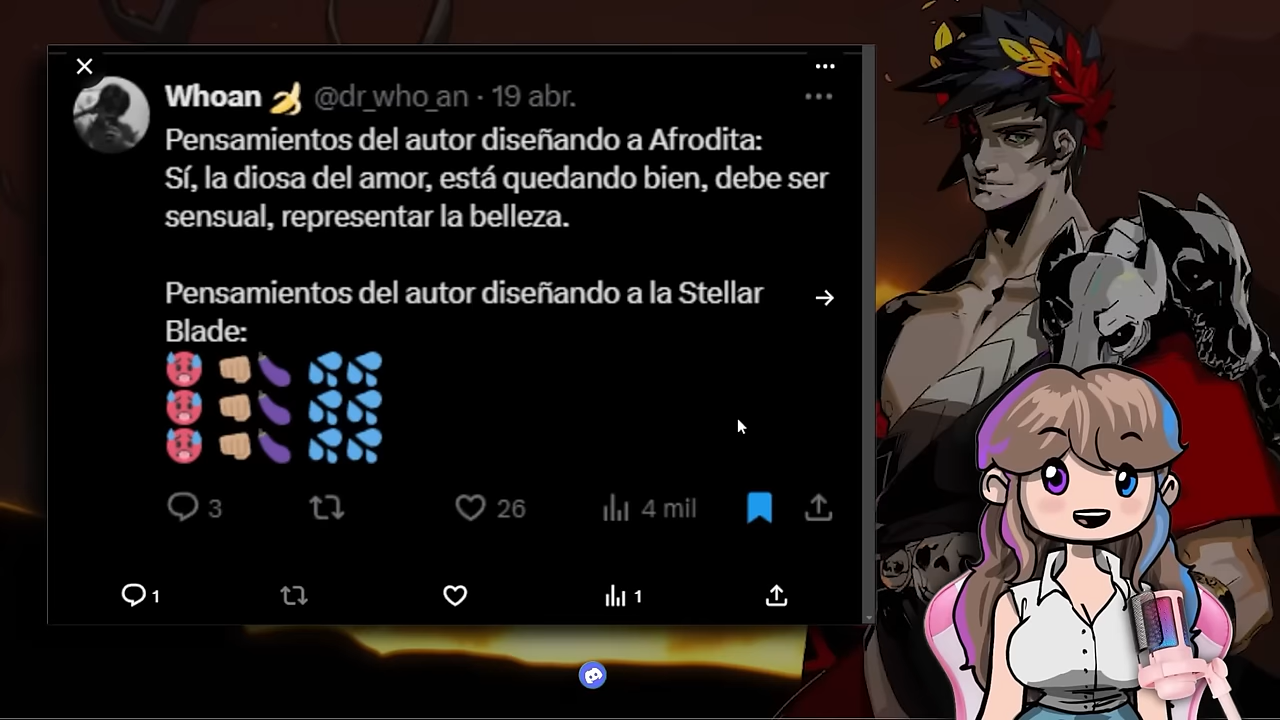 Whoan 🍌 @dr_who_an · 19 abr.
Pensamientos del autor diseñando a Afrodita:
Sí, la diosa del amor, está quedando bien, debe ser
sensual, representar la belleza.
Pensamientos del autor diseñando a la Stellar
Blade:
🥵 👊🏼🍆 💦💦
🥵 👊🏼🍆 💦💦
🥵 👊🏼🍆 💦💦
3 26 4 mil
1 1